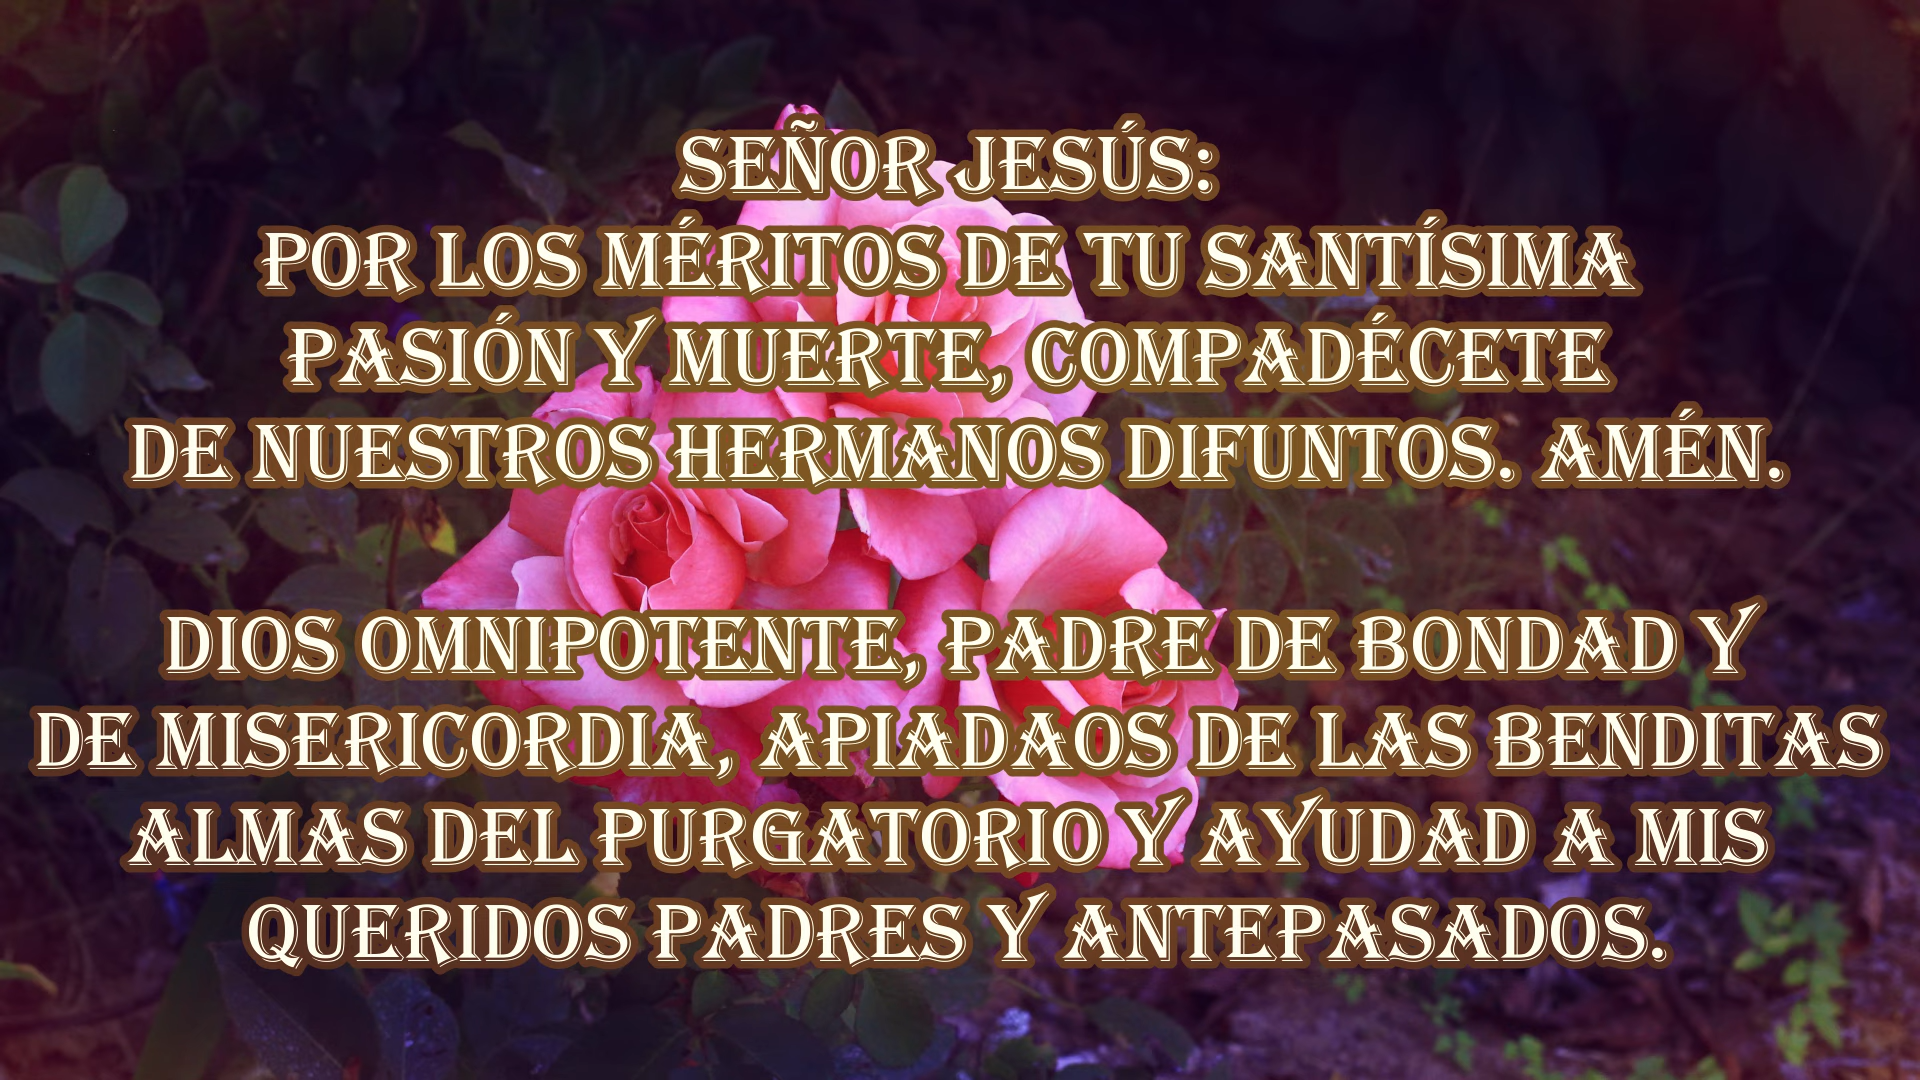 SEÑOR JESÚS:
POR LOS MÉRITOS DE TU SANTÍSIMA
PASIÓN Y MUERTE, COMPADÉCETE
DE NUESTROS HERMANOS DIFUNTOS. AMÉN.
DIOS OMNIPOTENTE, PADRE DE BONDAD Y
DE MISERICORDIA, APIADAOS DE LAS BENDITAS
ALMAS DEL PURGATORIO Y AYUDAD A MIS
QUERIDOS PADRES Y ANTEPASADOS.